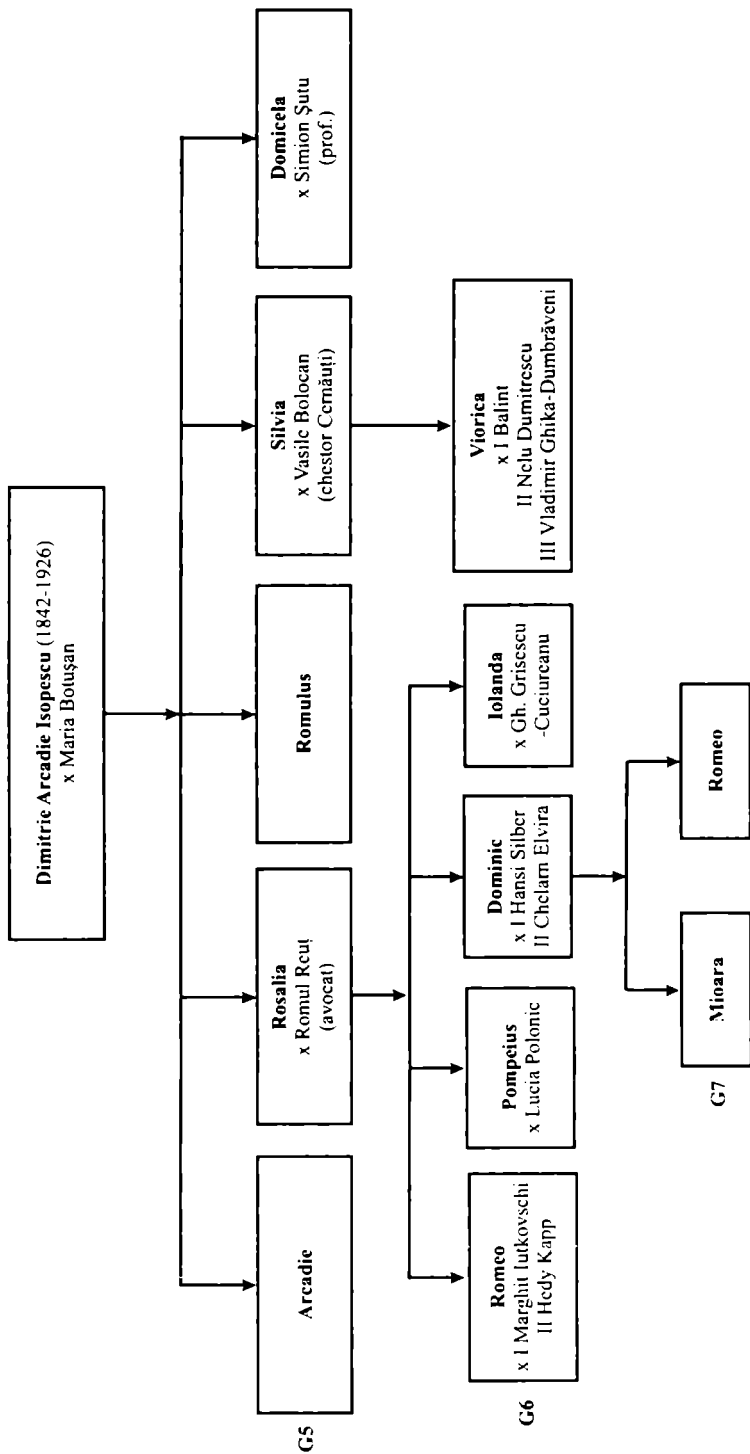 Dimitrie Arcadie Isopescu (1842-1926)
x Maria Botuşan
G5
Arcadie
Rosalia
x Romul Reuţ
(avocat)
Romulus
Silvia
x Vasile Bolocan
(chestor Cernăuţi)
Domicela
x Simion Şutu
(prof.)
G6
Romeo
x I Marghit Iutkovschi
II Hedy Kapp
Pompeius
x Lucia Polonic
Dominic
x I Hansi Silber
II Chelarn Elvira
Iolanda
x Gh. Grisescu
-Cuciureanu
Viorica
x I Balint
II Nelu Dumitrescu
III Vladimir Ghika-Dumbrăveni
G7
Mioara
Romeo